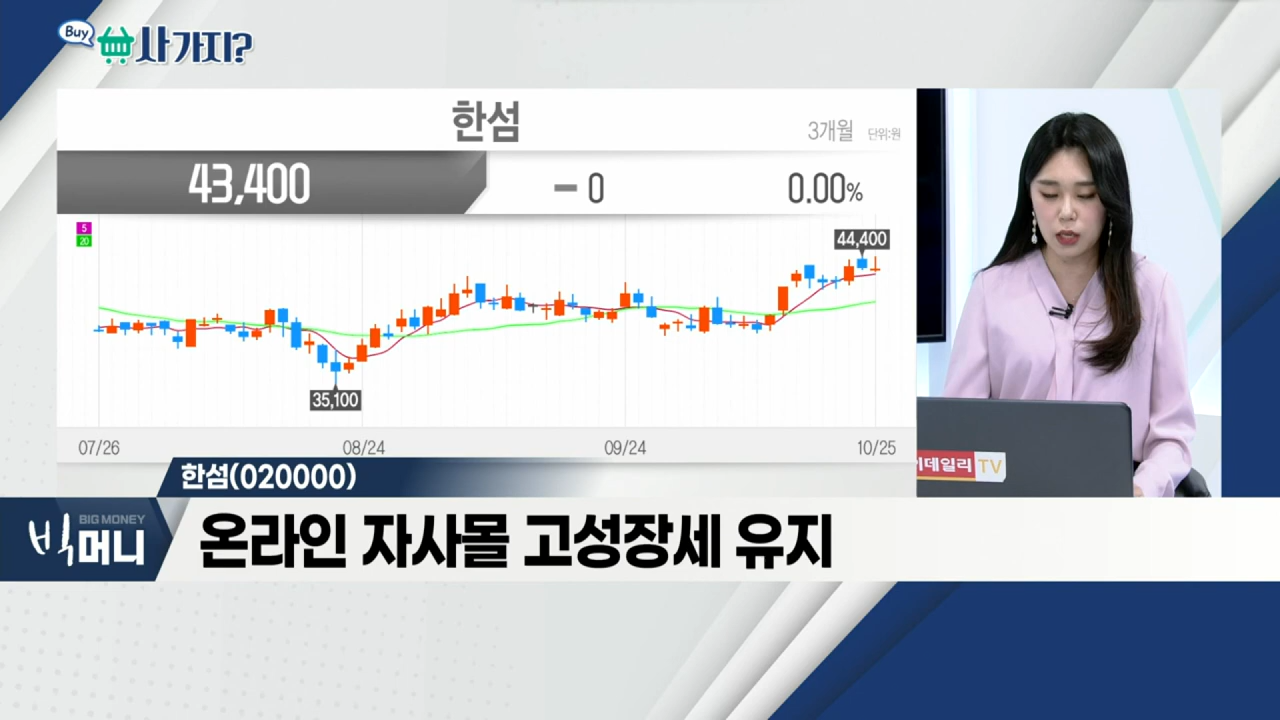 Buy 사가지?
한섬
3개월 단위:원
43,400 - 0 0.00%
5
20
44,400
35,100
07/26 08/24 09/24 10/25
데일리 TV
한섬(020000)
BIG MONEY
빅머니
온라인 자사몰 고성장세 유지